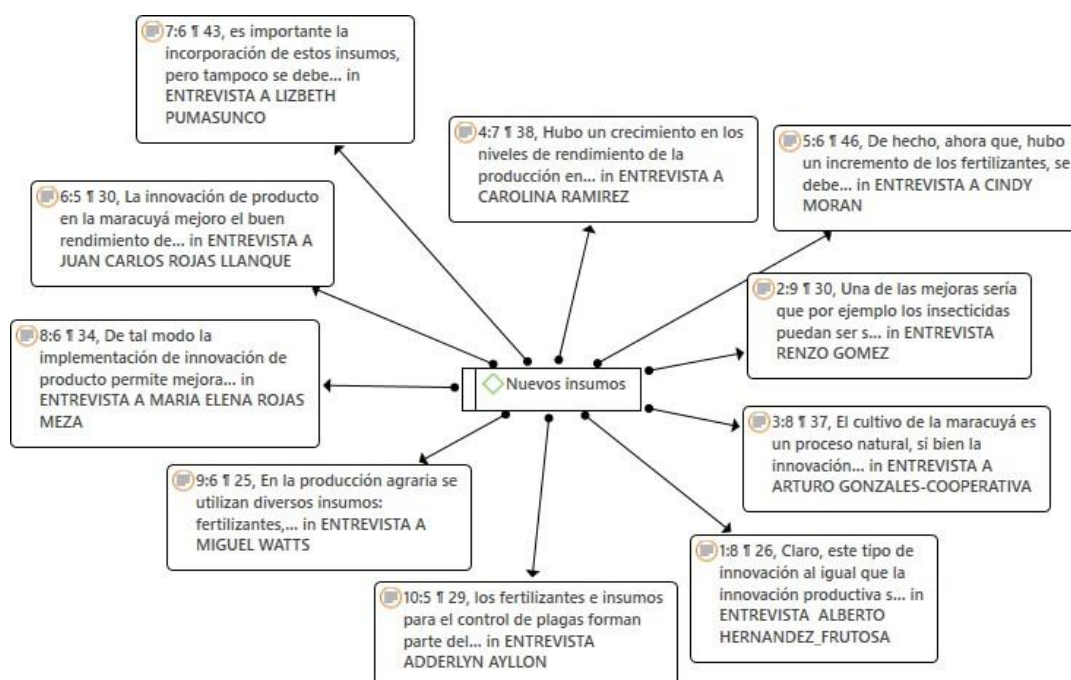 7:6 ¶ 43, es importante la
incorporación de estos insumos,
pero tampoco se debe... in
ENTREVISTA A LIZBETH
PUMASUNCO
4:7 ¶ 38, Hubo un crecimiento en los
niveles de rendimiento de la
producción en... in ENTREVISTA A
CAROLINA RAMIREZ
5:6 ¶ 46, De hecho, ahora que, hubo
un incremento de los fertilizantes, se
debe... in ENTREVISTA A CINDY
MORAN
6:5 ¶ 30, La innovación de producto
en la maracuyá mejoro el buen
rendimiento de... in ENTREVISTA A
JUAN CARLOS ROJAS LLANQUE
2:9 ¶ 30, Una de las mejoras sería
que por ejemplo los insecticidas
puedan ser s... in ENTREVISTA
RENZO GOMEZ
8:6 ¶ 34, De tal modo la
implementación de innovación de
producto permite mejora... in
ENTREVISTA A MARIA ELENA ROJAS
MEZA
Nuevos insumos
3:8 ¶ 37, El cultivo de la maracuyá es
un proceso natural, si bien la
innovación... in ENTREVISTA A
ARTURO GONZALES-COOPERATIVA
9:6 ¶ 25, En la producción agraria se
utilizan diversos insumos:
fertilizantes,... in ENTREVISTA A
MIGUEL WATTS
1:8 ¶ 26, Claro, este tipo de
innovación al igual que la
innovación productiva s... in
ENTREVISTA ALBERTO
HERNANDEZ_FRUTOSA
10:5 ¶ 29, los fertilizantes e insumos
para el control de plagas forman
parte del... in ENTREVISTA
ADDERLYN AYLLON